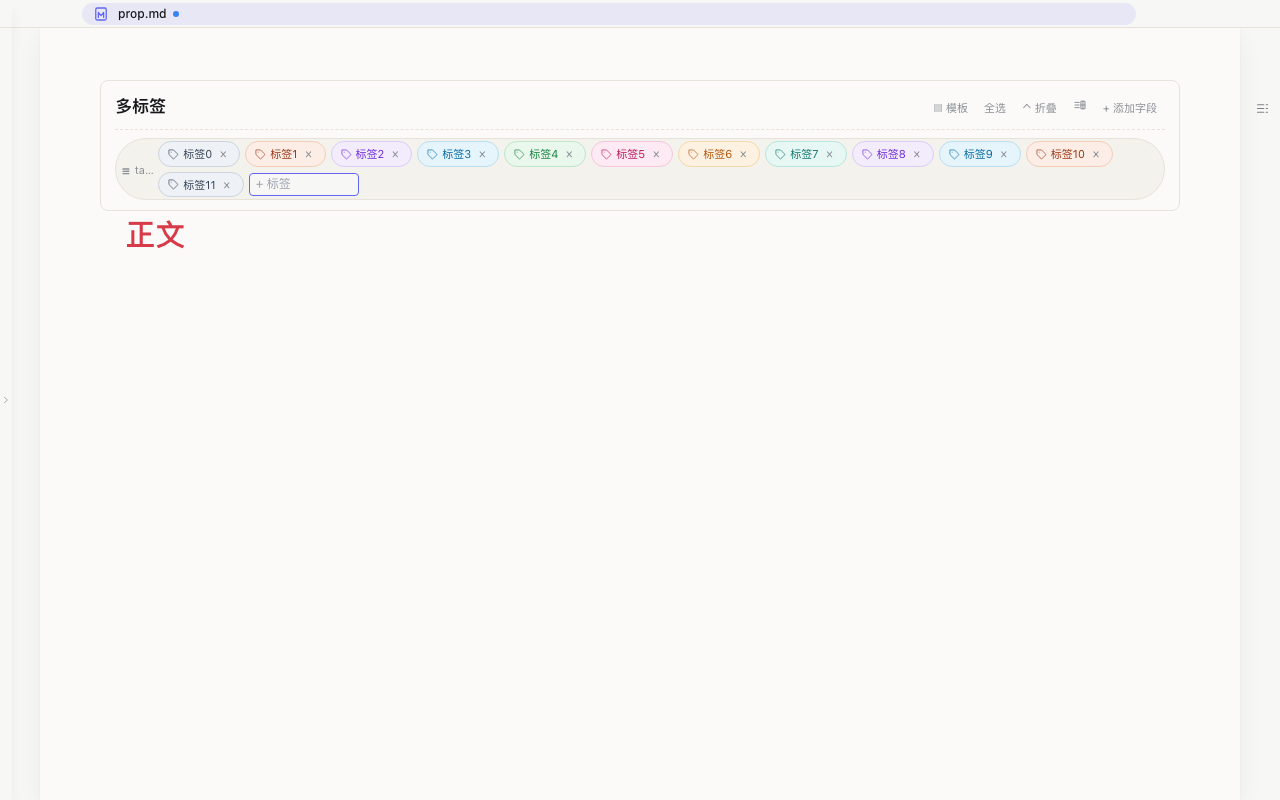 prop.md
多标签
模板 全选 折叠 + 添加字段
ta... 标签0 × 标签1 × 标签2 × 标签3 × 标签4 × 标签5 × 标签6 × 标签7 × 标签8 × 标签9 × 标签10 ×
标签11 × + 标签
正文